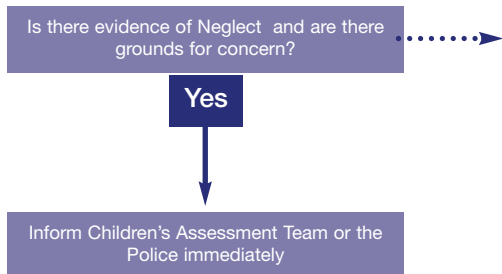 Is there evidence of Neglect and are there
grounds for concern?
Yes
Inform Children’s Assessment Team or the
Police immediately